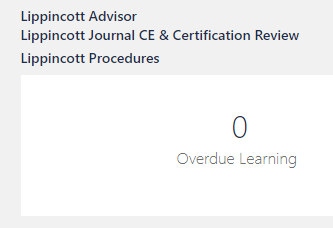 Lippincott Advisor
Lippincott Journal CE & Certification Review
Lippincott Procedures
0
Overdue Learning